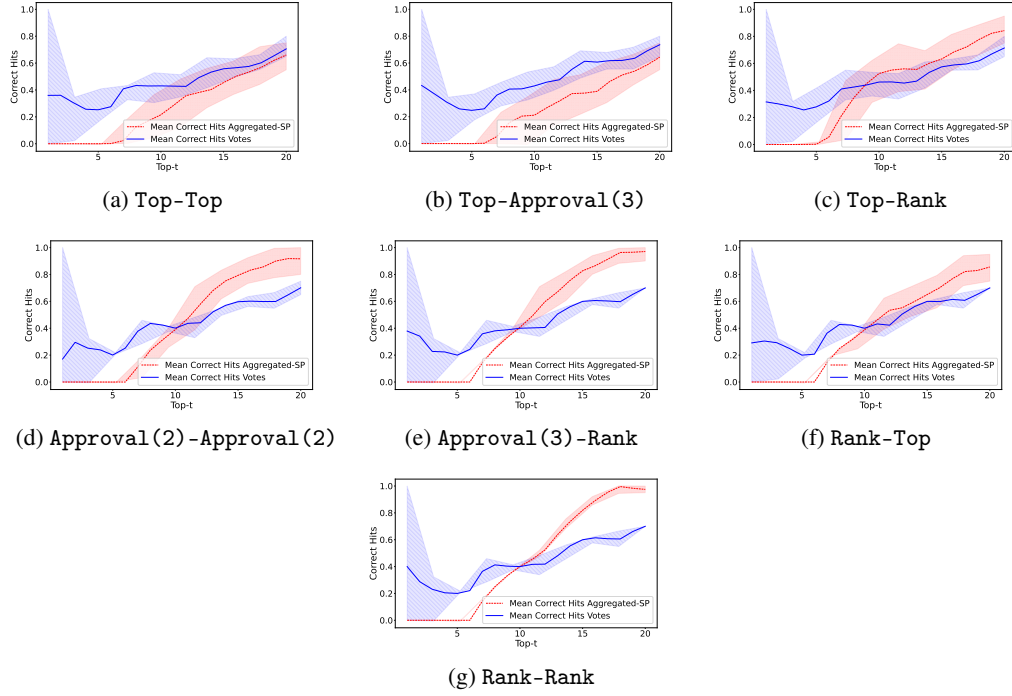 Correct Hits
1.0
0.8
0.6
0.4
0.2
0.0
Mean Correct Hits Aggregated-SP
Mean Correct Hits Votes
5 10 15 20
Top-t
(a) Top-Top
Correct Hits
1.0
0.8
0.6
0.4
0.2
0.0
Mean Correct Hits Aggregated-SP
Mean Correct Hits Votes
5 10 15 20
Top-t
(b) Top-Approval(3)
Correct Hits
1.0
0.8
0.6
0.4
0.2
0.0
Mean Correct Hits Aggregated-SP
Mean Correct Hits Votes
5 10 15 20
Top-t
(c) Top-Rank
Correct Hits
1.0
0.8
0.6
0.4
0.2
0.0
Mean Correct Hits Aggregated-SP
Mean Correct Hits Votes
5 10 15 20
Top-t
(d) Approval(2)-Approval(2)
Correct Hits
1.0
0.8
0.6
0.4
0.2
0.0
Mean Correct Hits Aggregated-SP
Mean Correct Hits Votes
5 10 15 20
Top-t
(e) Approval(3)-Rank
Correct Hits
1.0
0.8
0.6
0.4
0.2
0.0
Mean Correct Hits Aggregated-SP
Mean Correct Hits Votes
5 10 15 20
Top-t
(f) Rank-Top
Correct Hits
1.0
0.8
0.6
0.4
0.2
0.0
Mean Correct Hits Aggregated-SP
Mean Correct Hits Votes
5 10 15 20
Top-t
(g) Rank-Rank